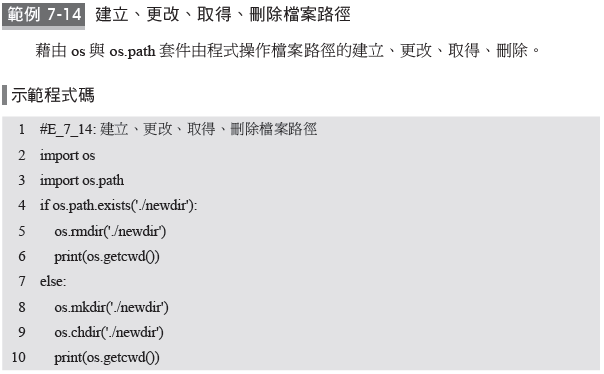 範例 7-14 建立、更改、取得、刪除檔案路徑
藉由 os 與 os.path 套件由程式操作檔案路徑的建立、更改、取得、刪除。
示範程式碼
1 #E_7_14: 建立、更改、取得、刪除檔案路徑
2 import os
3 import os.path
4 if os.path.exists('./newdir'):
5 os.rmdir('./newdir')
6 print(os.getcwd())
7 else:
8 os.mkdir('./newdir')
9 os.chdir('./newdir')
10 print(os.getcwd())